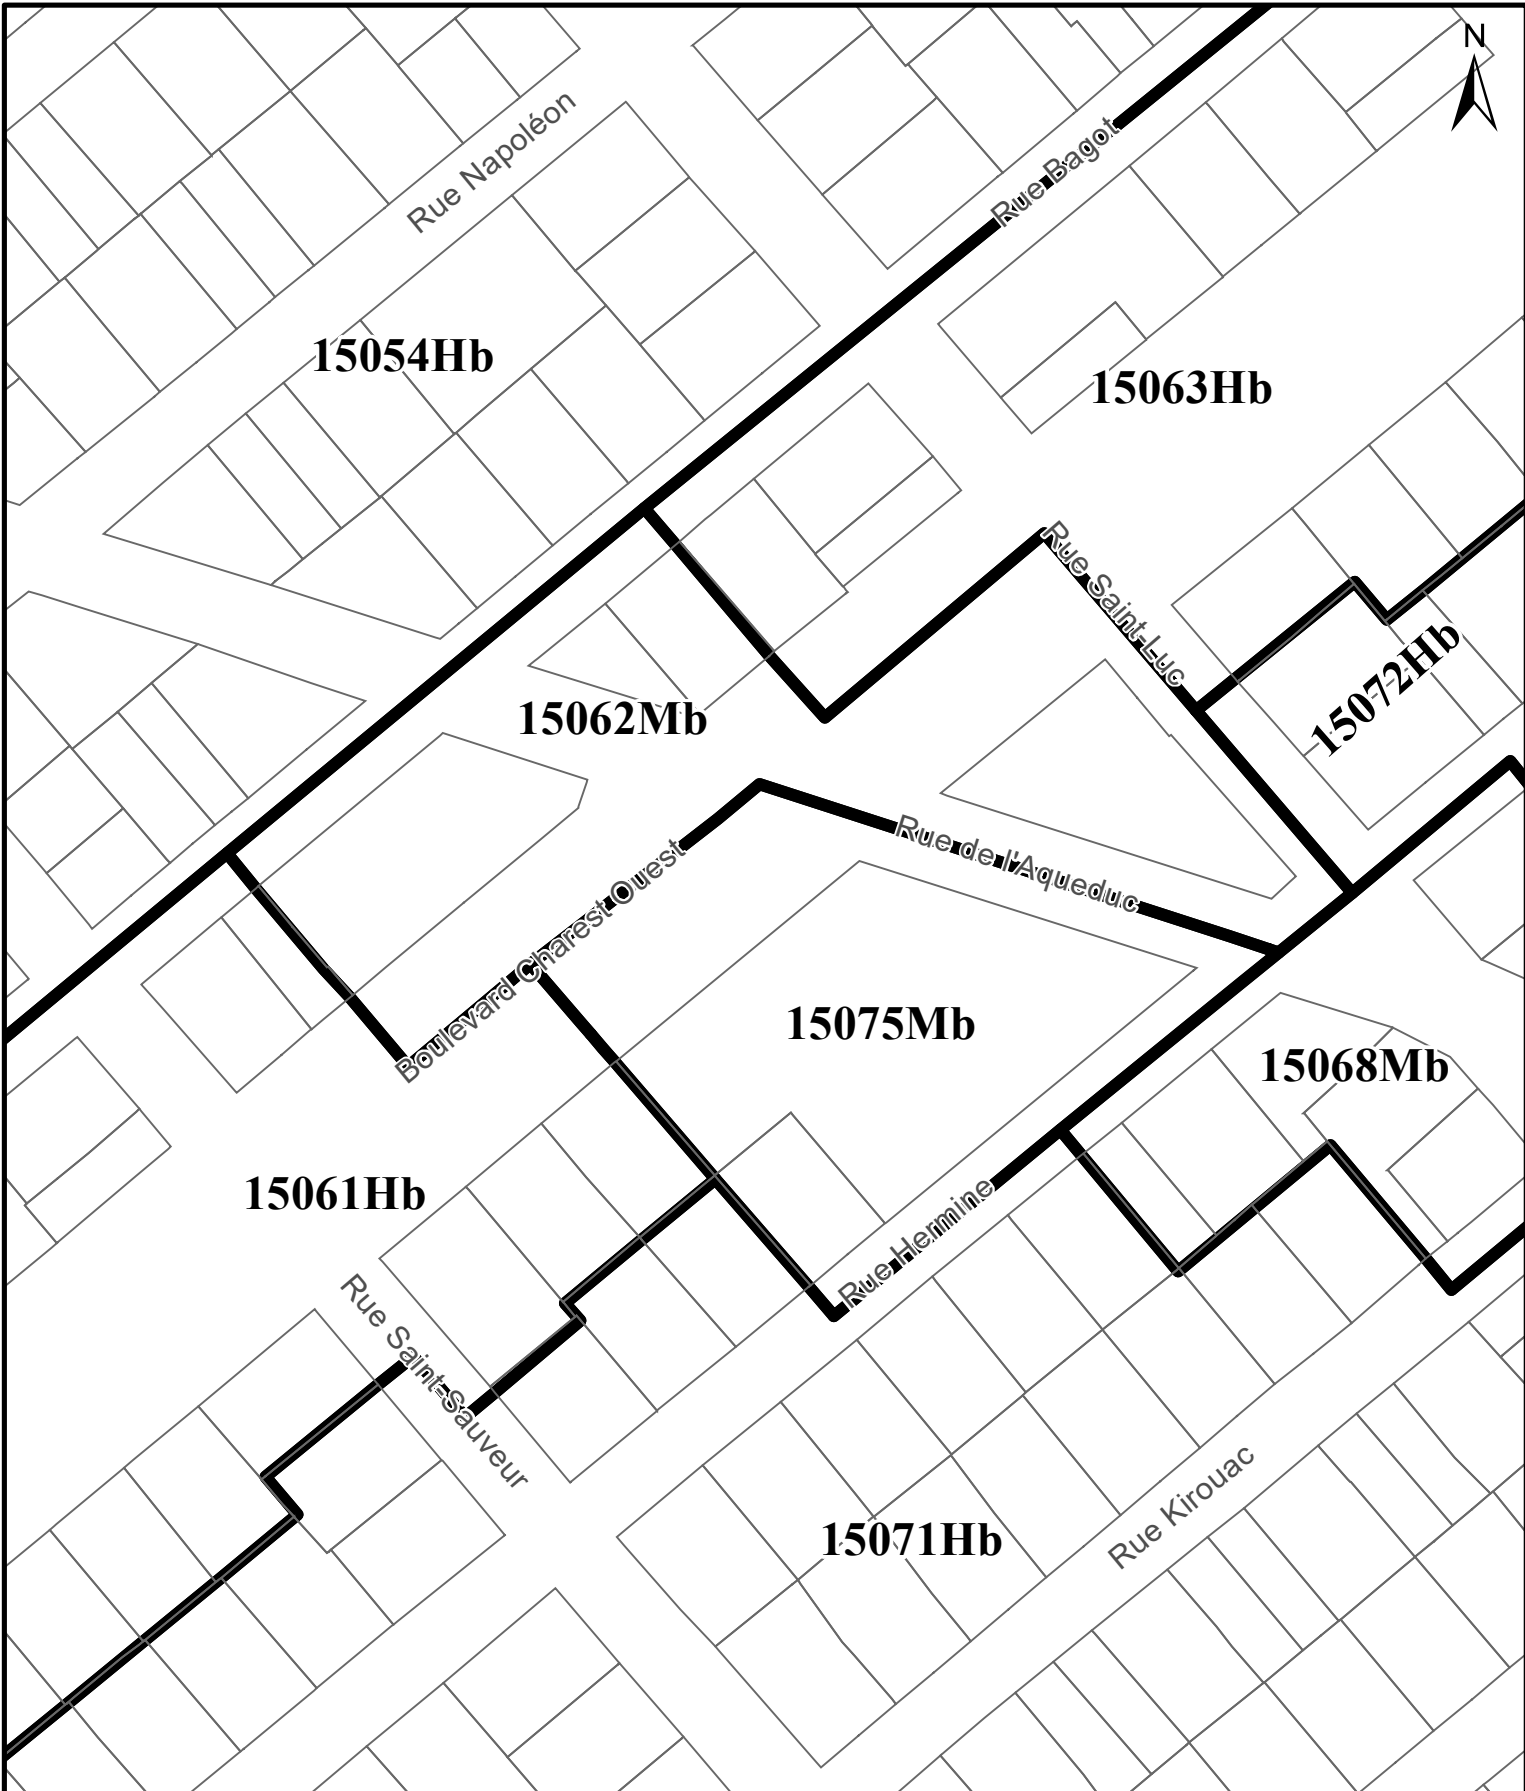 N
Rue Napoléon
Rue Bagot
15054Hb
15063Hb
Rue Saint-Luc
15072Hb
15062Mb
Rue de l'Aqueduc
Boulevard Charest Ouest
15075Mb
15068Mb
15061Hb
Rue Hermine
Rue Saint-Sauveur
15071Hb
Rue Kirouac